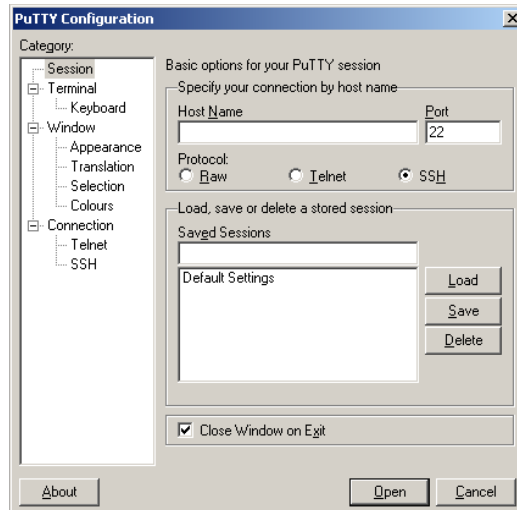 PuTTY Configuration
Category:
Session
Terminal
Keyboard
Window
Appearance
Translation
Selection
Colours
Connection
Telnet
SSH
Basic options for your PuTTY session
Specify your connection by host name
Host Name Port
22
Protocol:
Raw Telnet SSH
Load, save or delete a stored session
Saved Sessions
Default Settings
Load
Save
Delete
Close Window on Exit
About Open Cancel